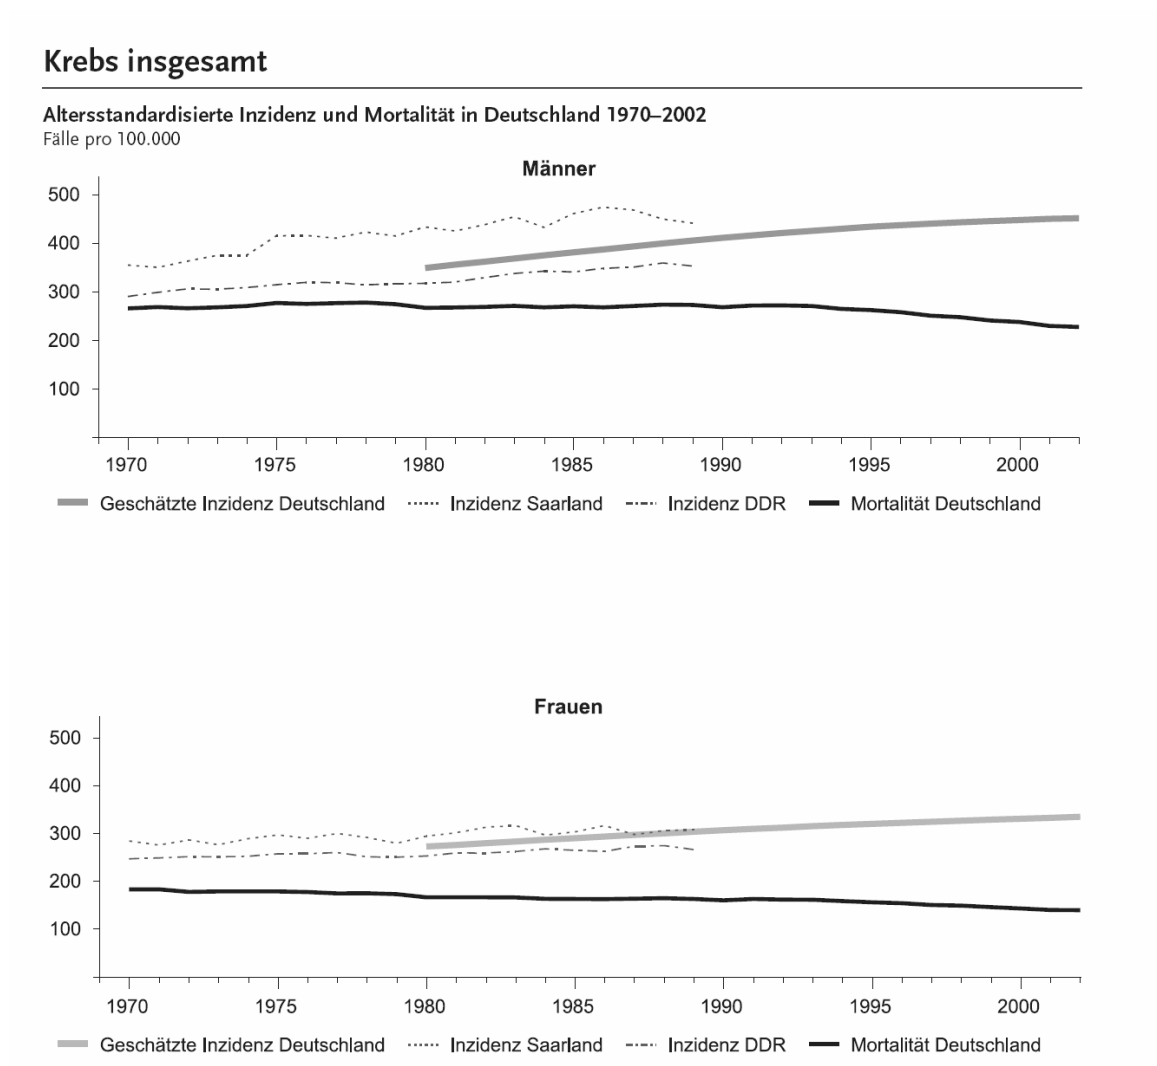 Krebs insgesamt
Altersstandardisierte Inzidenz und Mortalität in Deutschland 1970–2002
Fälle pro 100.000
Männer
500
400
300
200
100
1970 1975 1980 1985 1990 1995 2000
Geschätzte Inzidenz Deutschland Inzidenz Saarland Inzidenz DDR Mortalität Deutschland
Frauen
500
400
300
200
100
1970 1975 1980 1985 1990 1995 2000
Geschätzte Inzidenz Deutschland Inzidenz Saarland Inzidenz DDR Mortalität Deutschland